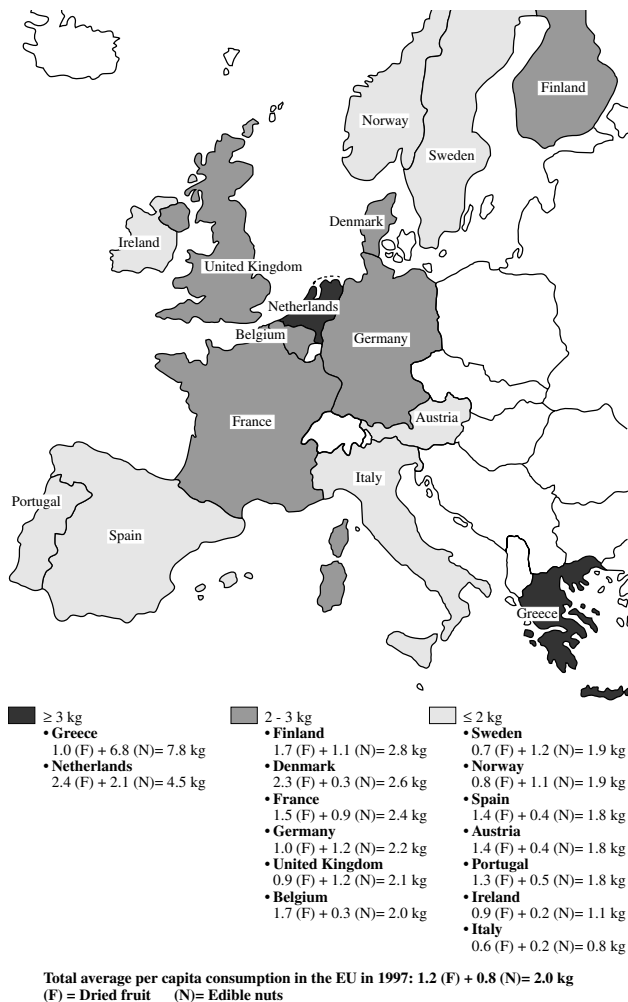 Finland
Norway
Sweden
Denmark
Ireland
United Kingdom
Netherlands
Belgium
Germany
France
Austria
Italy
Portugal
Spain
Greece
≥ 3 kg
• Greece
1.0 (F) + 6.8 (N)= 7.8 kg
• Netherlands
2.4 (F) + 2.1 (N)= 4.5 kg
2 - 3 kg
• Finland
1.7 (F) + 1.1 (N)= 2.8 kg
• Denmark
2.3 (F) + 0.3 (N)= 2.6 kg
• France
1.5 (F) + 0.9 (N)= 2.4 kg
• Germany
1.0 (F) + 1.2 (N)= 2.2 kg
• United Kingdom
0.9 (F) + 1.2 (N)= 2.1 kg
• Belgium
1.7 (F) + 0.3 (N)= 2.0 kg
≤ 2 kg
• Sweden
0.7 (F) + 1.2 (N)= 1.9 kg
• Norway
0.8 (F) + 1.1 (N)= 1.9 kg
• Spain
1.4 (F) + 0.4 (N)= 1.8 kg
• Austria
1.4 (F) + 0.4 (N)= 1.8 kg
• Portugal
1.3 (F) + 0.5 (N)= 1.8 kg
• Ireland
0.9 (F) + 0.2 (N)= 1.1 kg
• Italy
0.6 (F) + 0.2 (N)= 0.8 kg
Total average per capita consumption in the EU in 1997: 1.2 (F) + 0.8 (N)= 2.0 kg
(F) = Dried fruit (N)= Edible nuts